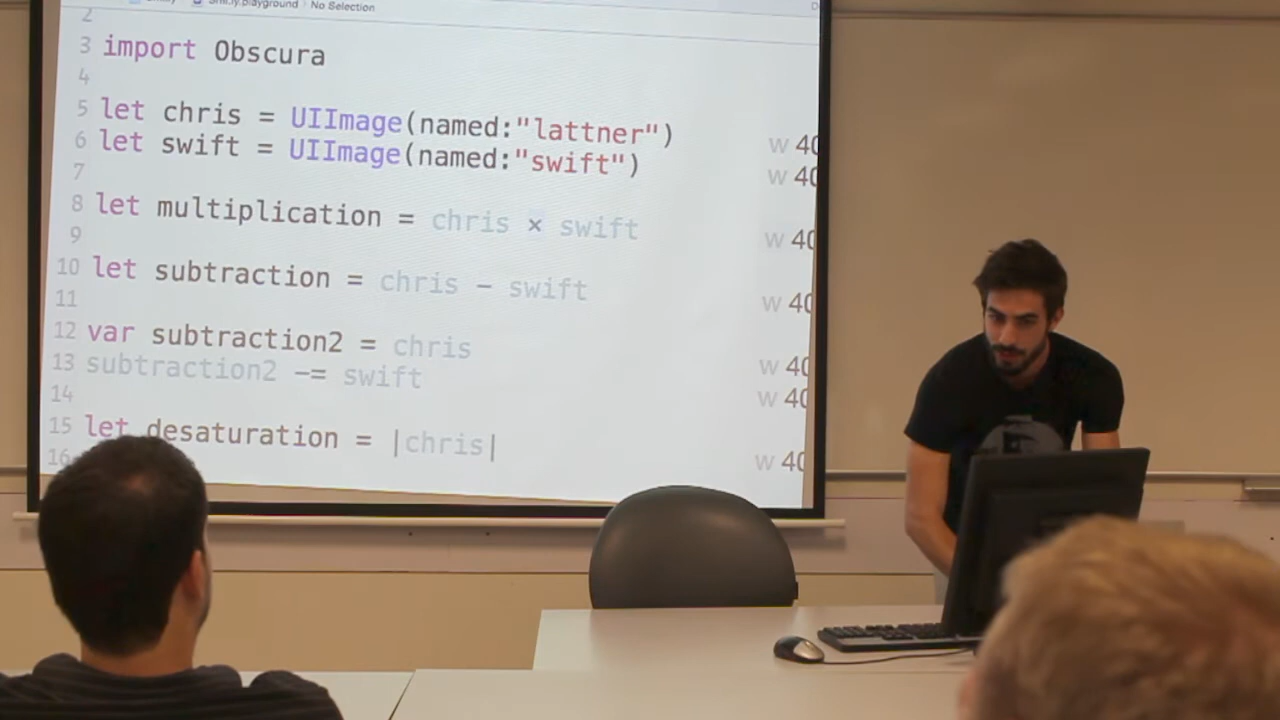 playground › No Selection
2
3 import Obscura
4
5 let chris = UIImage(named:"lattner") w 40
6 let swift = UIImage(named:"swift") w 40
7
8 let multiplication = chris × swift w 40
9
10 let subtraction = chris - swift w 40
11
12 var subtraction2 = chris w 40
13 subtraction2 -= swift w 40
14
15 let desaturation = |chris| w 40
16